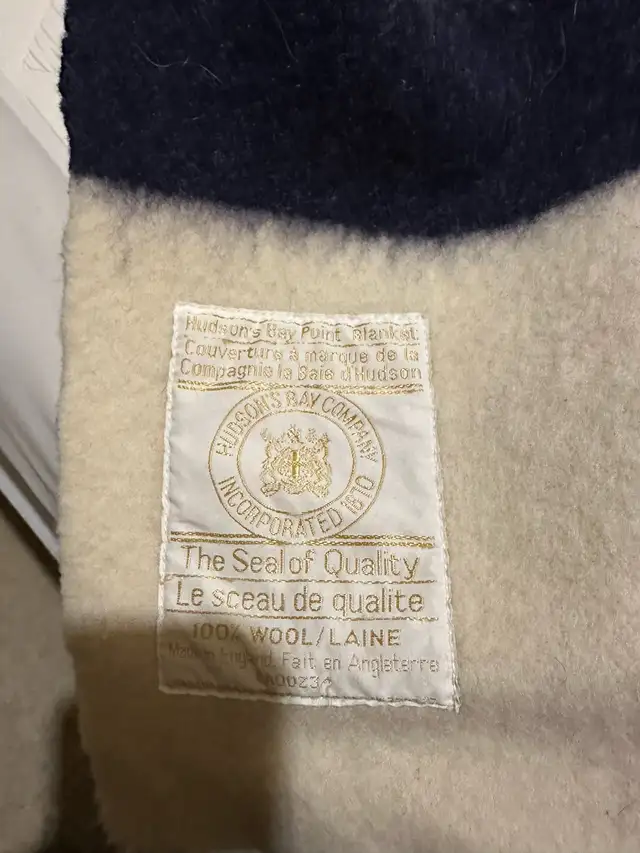 Hudson's Bay Point Blanket
Couverture à marque de la
Compagnie la Baie d'Hudson
HUDSON'S BAY COMPANY
INCORPORATED 1670
The Seal of Quality
Le sceau de qualite
100% WOOL/LAINE
Made in England. Fait en Angleterre